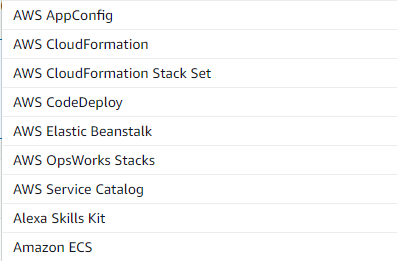 AWS AppConfig
AWS CloudFormation
AWS CloudFormation Stack Set
AWS CodeDeploy
AWS Elastic Beanstalk
AWS OpsWorks Stacks
AWS Service Catalog
Alexa Skills Kit
Amazon ECS